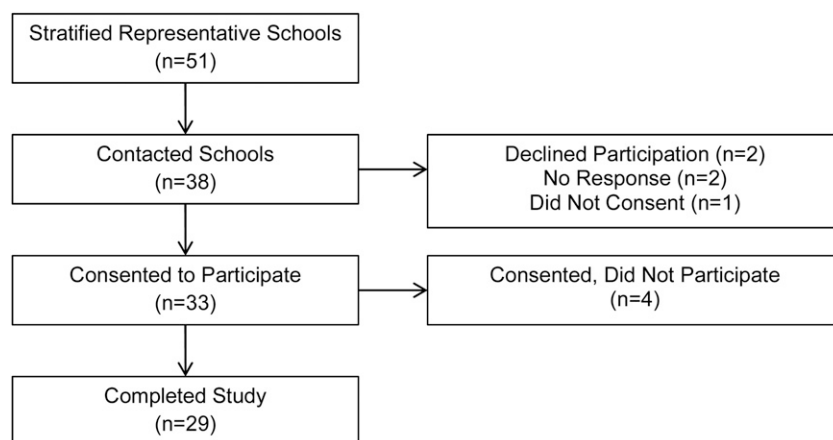 Stratified Representative Schools
(n=51)
Contacted Schools
(n=38)
Declined Participation (n=2)
No Response (n=2)
Did Not Consent (n=1)
Consented to Participate
(n=33)
Consented, Did Not Participate
(n=4)
Completed Study
(n=29)